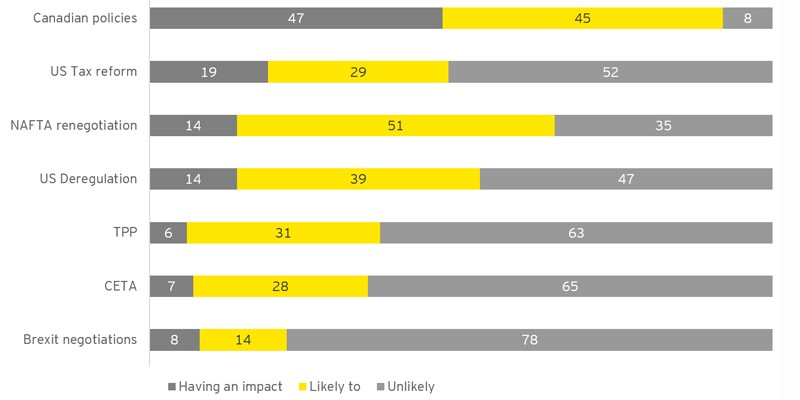 Canadian policies 47 45 8
US Tax reform 19 29 52
NAFTA renegotiation 14 51 35
US Deregulation 14 39 47
TPP 6 31 63
CETA 7 28 65
Brexit negotiations 8 14 78
Having an impact Likely to Unlikely